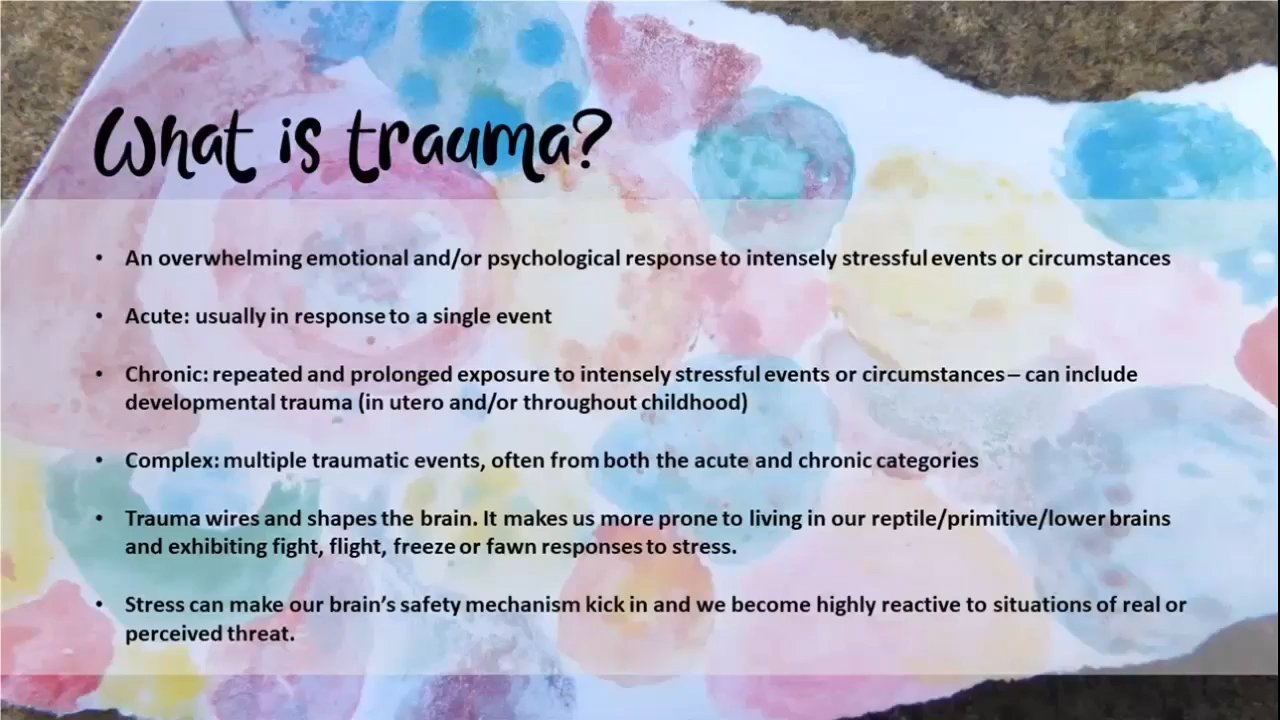 What is trauma?
• An overwhelming emotional and/or psychological response to intensely stressful events or circumstances
• Acute: usually in response to a single event
• Chronic: repeated and prolonged exposure to intensely stressful events or circumstances – can include
developmental trauma (in utero and/or throughout childhood)
• Complex: multiple traumatic events, often from both the acute and chronic categories
• Trauma wires and shapes the brain. It makes us more prone to living in our reptile/primitive/lower brains
and exhibiting fight, flight, freeze or fawn responses to stress.
• Stress can make our brain’s safety mechanism kick in and we become highly reactive to situations of real or
perceived threat.